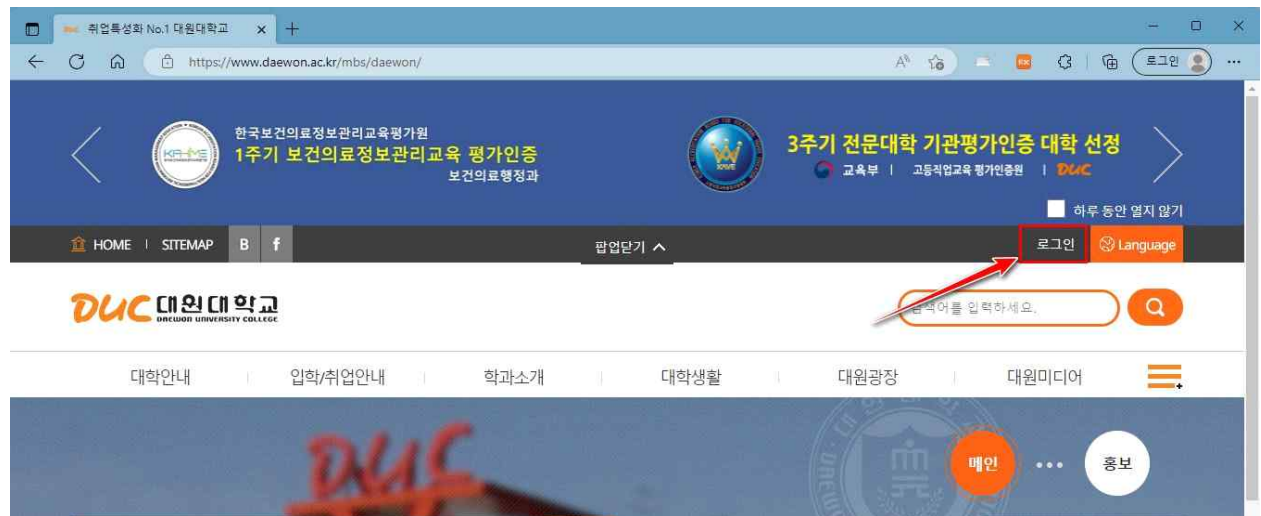 취업특성화 No.1 대원대학교
https://www.daewon.ac.kr/mbs/daewon/
로그인
한국보건의료정보관리교육평가원
1주기 보건의료정보관리교육 평가인증
보건의료행정과
KAHIME
3주기 전문대학 기관평가인증 대학 선정
교육부 | 고등직업교육 평가인증원 | DUC
하루 동안 열지 않기
HOME | SITEMAP B f
팝업닫기
로그인
Language
DUC 대원대학교
DAEWON UNIVERSITY COLLEGE
검색어를 입력하세요.
대학안내
입학/취업안내
학과소개
대학생활
대원광장
대원미디어
DUC
메인
홍보